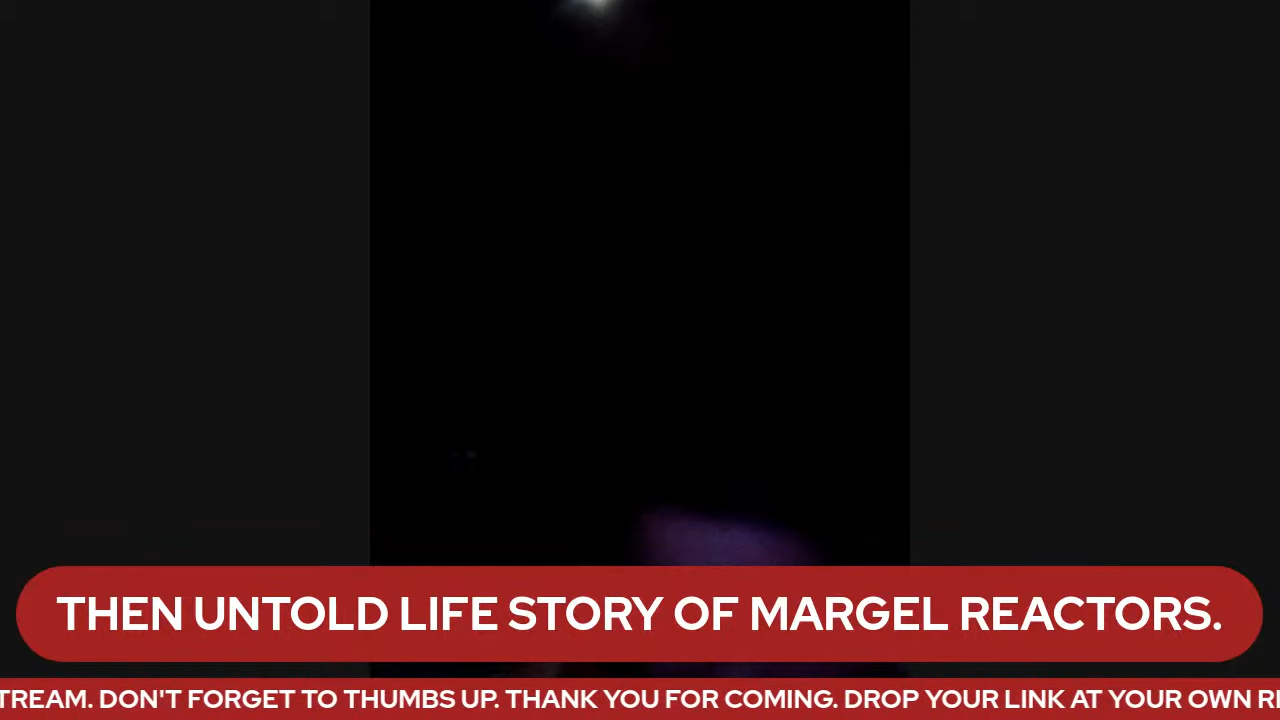 THEN UNTOLD LIFE STORY OF MARGEL REACTORS.
DON'T FORGET TO THUMBS UP. THANK YOU FOR COMING. DROP YOUR LINK AT YOUR OWN